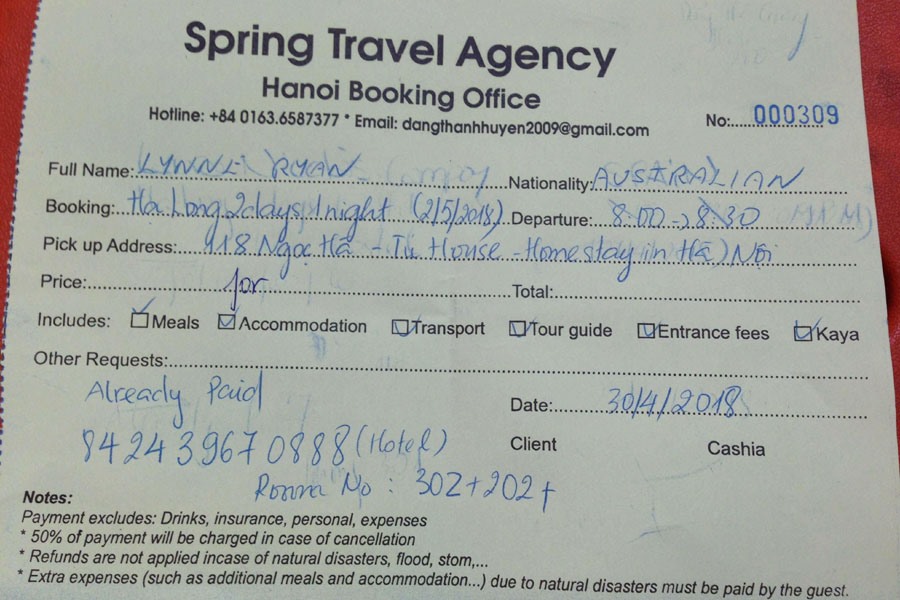 Spring Travel Agency
Hanoi Booking Office
Hotline: +84 0163.6587377 * Email: dangthanhhuyen2009@gmail.com No:.....000309
Full Name: LYNNE RYAN Nationality: AUSTRALIAN
Booking: Ha Long 2days 1night (2/5/2018) Departure: 8:00 -> 8:30
Pick up Address: 418 Ngọc Hà - Tu House - Homestay in Hà Nội
Price: for Total:
Includes: Meals Accommodation Transport Tour guide Entrance fees Kaya
Other Requests:
Already Paid Date: 30/4/2018
842439670888 (Hotel) Client Cashia
Room No : 302 + 202 +
Notes:
Payment excludes: Drinks, insurance, personal, expenses
* 50% of payment will be charged in case of cancellation
* Refunds are not applied incase of natural disasters, flood, stom,...
* Extra expenses (such as additional meals and accommodation...) due to natural disasters must be paid by the guest.